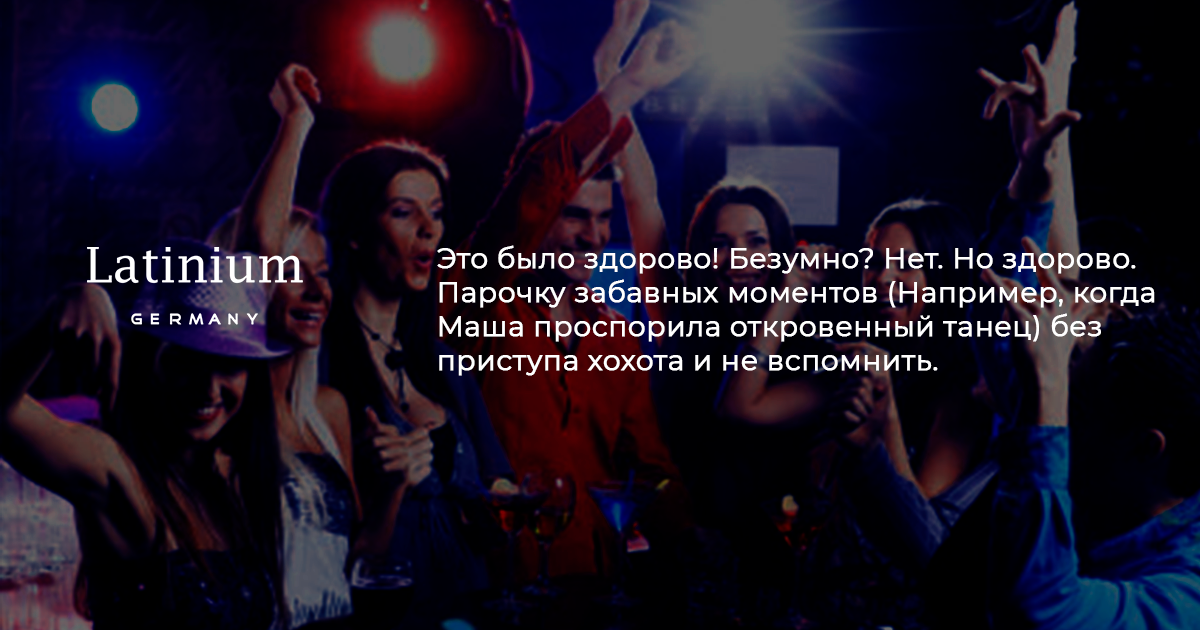 Latinium
GERMANY
Это было здорово! Безумно? Нет. Но здорово.
Парочку забавных моментов (Например, когда
Маша проспорила откровенный танец) без
приступа хохота и не вспомнить.